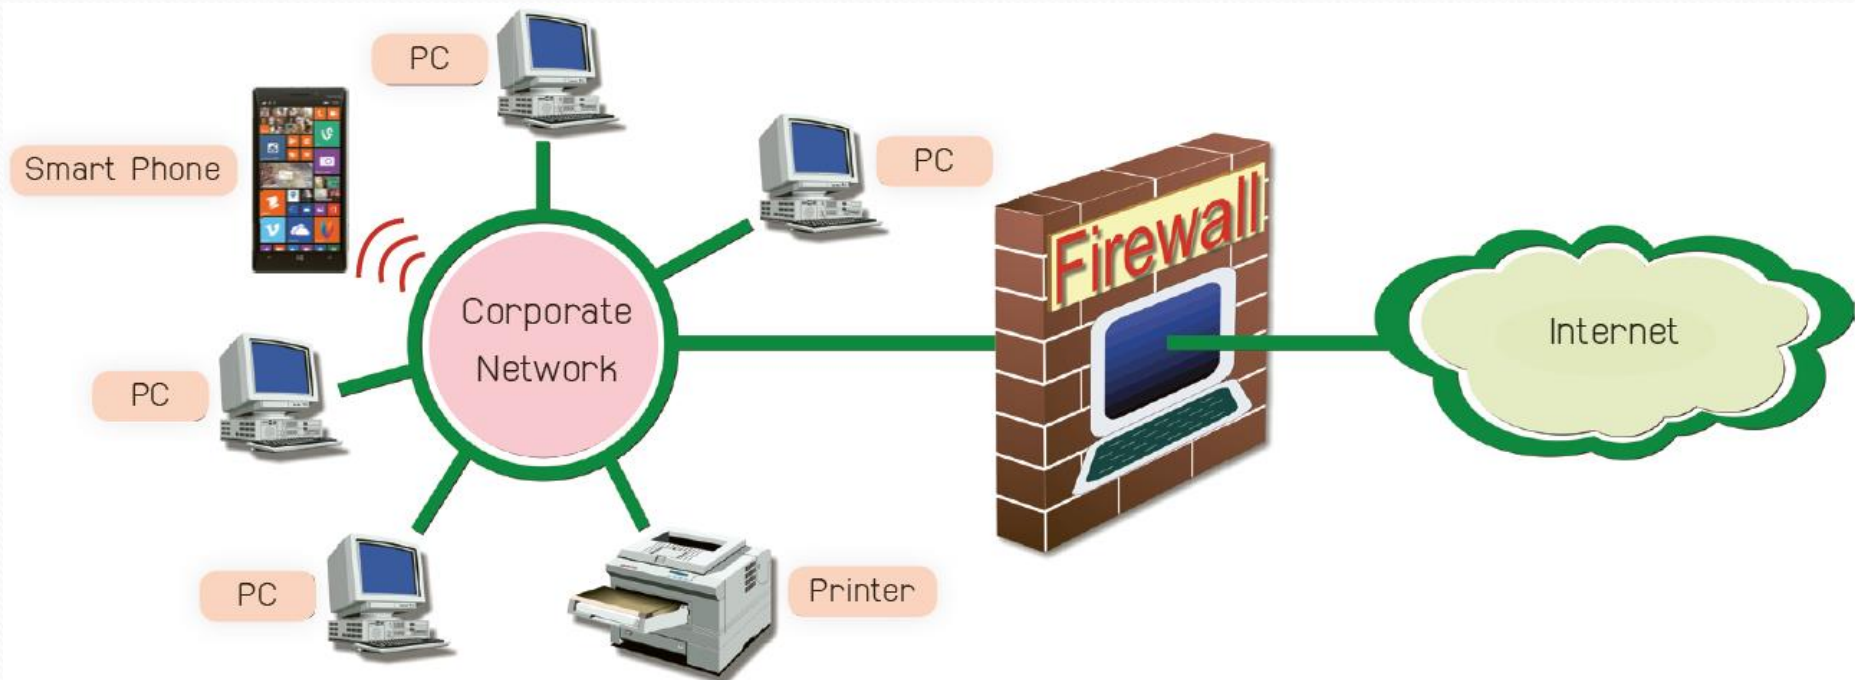 PC
PC
Smart Phone
Firewall
Corporate
Network
Internet
PC
PC
Printer